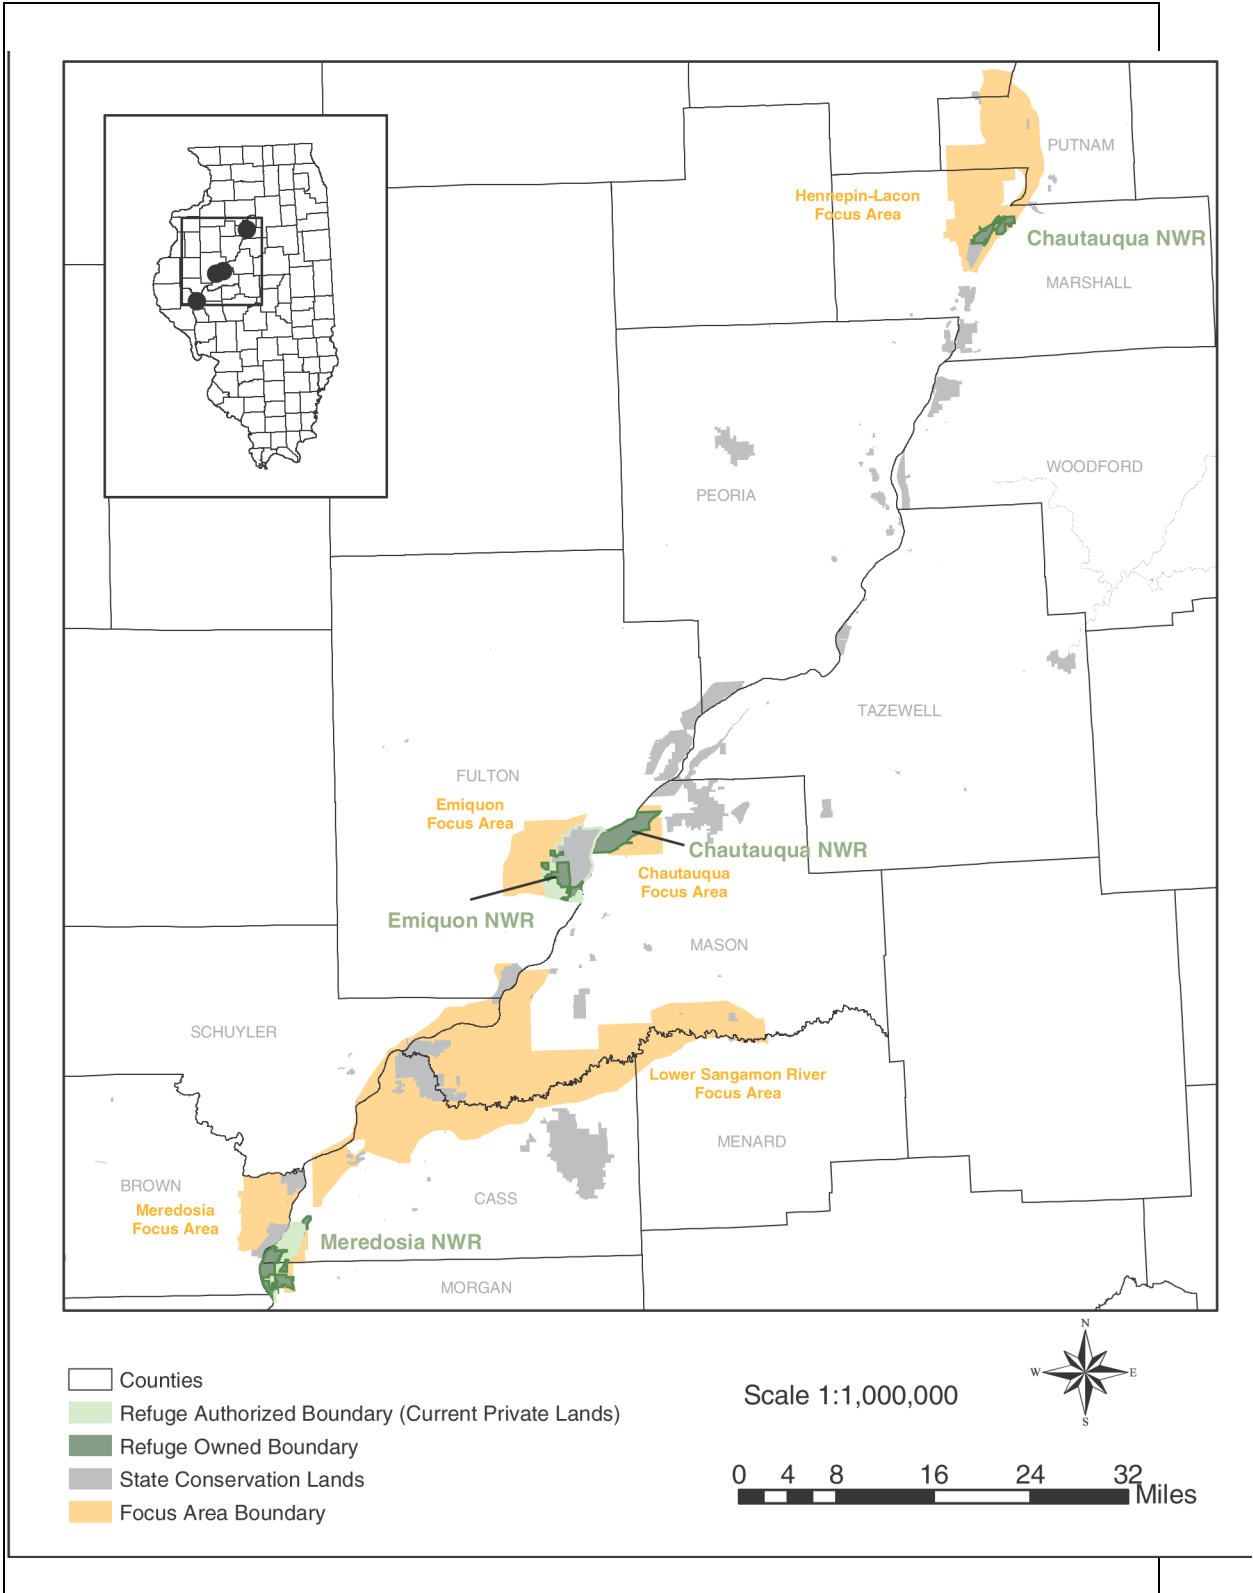 PUTNAM
Hennepin-Lacon
Focus Area
Chautauqua NWR
MARSHALL
WOODFORD
PEORIA
TAZEWELL
FULTON
Emiquon
Focus Area
Chautauqua NWR
Chautauqua
Focus Area
Emiquon NWR
MASON
SCHUYLER
Lower Sangamon River
Focus Area
MENARD
BROWN
CASS
Meredosia
Focus Area
Meredosia NWR
MORGAN
N
W
E
S
Counties
Refuge Authorized Boundary (Current Private Lands)
Refuge Owned Boundary
State Conservation Lands
Focus Area Boundary
Scale 1:1,000,000
0 4 8 16 24 32
Miles